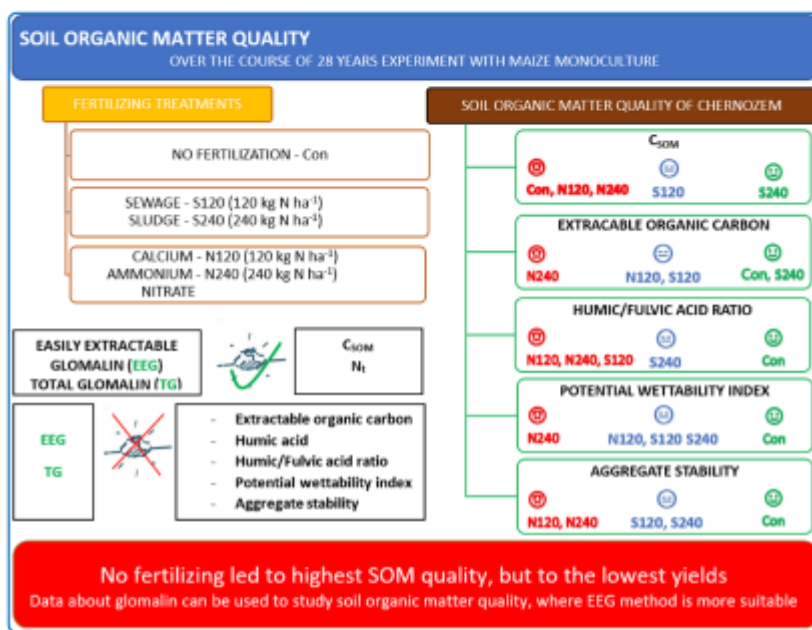 SOIL ORGANIC MATTER QUALITY
OVER THE COURSE OF 28 YEARS EXPERIMENT WITH MAIZE MONOCULTURE
FERTILIZING TREATMENTS
NO FERTILIZATION - Con
SEWAGE - S120 (120 kg N ha⁻¹)
SLUDGE - S240 (240 kg N ha⁻¹)
CALCIUM - N120 (120 kg N ha⁻¹)
AMMONIUM - N240 (240 kg N ha⁻¹)
NITRATE
EASILY EXTRACTABLE
GLOMALIN (EEG)
TOTAL GLOMALIN (TG)
C_SOM
N_t
EEG
TG
- Extractable organic carbon
- Humic acid
- Humic/Fulvic acid ratio
- Potential wettability index
- Aggregate stability
SOIL ORGANIC MATTER QUALITY OF CHERNOZEM
C_SOM
Con, N120, N240 S120 S240
EXTRACABLE ORGANIC CARBON
N240 N120, S120 Con, S240
HUMIC/FULVIC ACID RATIO
N120, N240, S120 S240 Con
POTENTIAL WETTABILITY INDEX
N240 N120, S120 S240 Con
AGGREGATE STABILITY
N120, N240 S120, S240 Con
No fertilizing led to highest SOM quality, but to the lowest yields
Data about glomalin can be used to study soil organic matter quality, where EEG method is more suitable